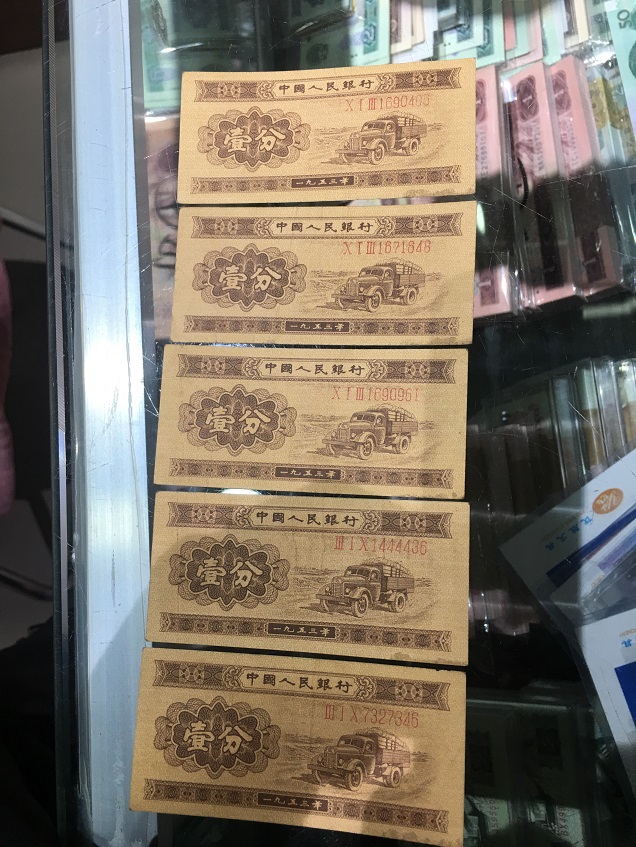 中國人民銀行
X I III 1690403
壹分
一九五三年
中國人民銀行
X I III 1671648
壹分
一九五三年
中國人民銀行
X I III 1690961
壹分
一九五三年
中國人民銀行
III I X 1444436
壹分
一九五三年
中國人民銀行
III I X 7327345
壹分
一九五三年
50